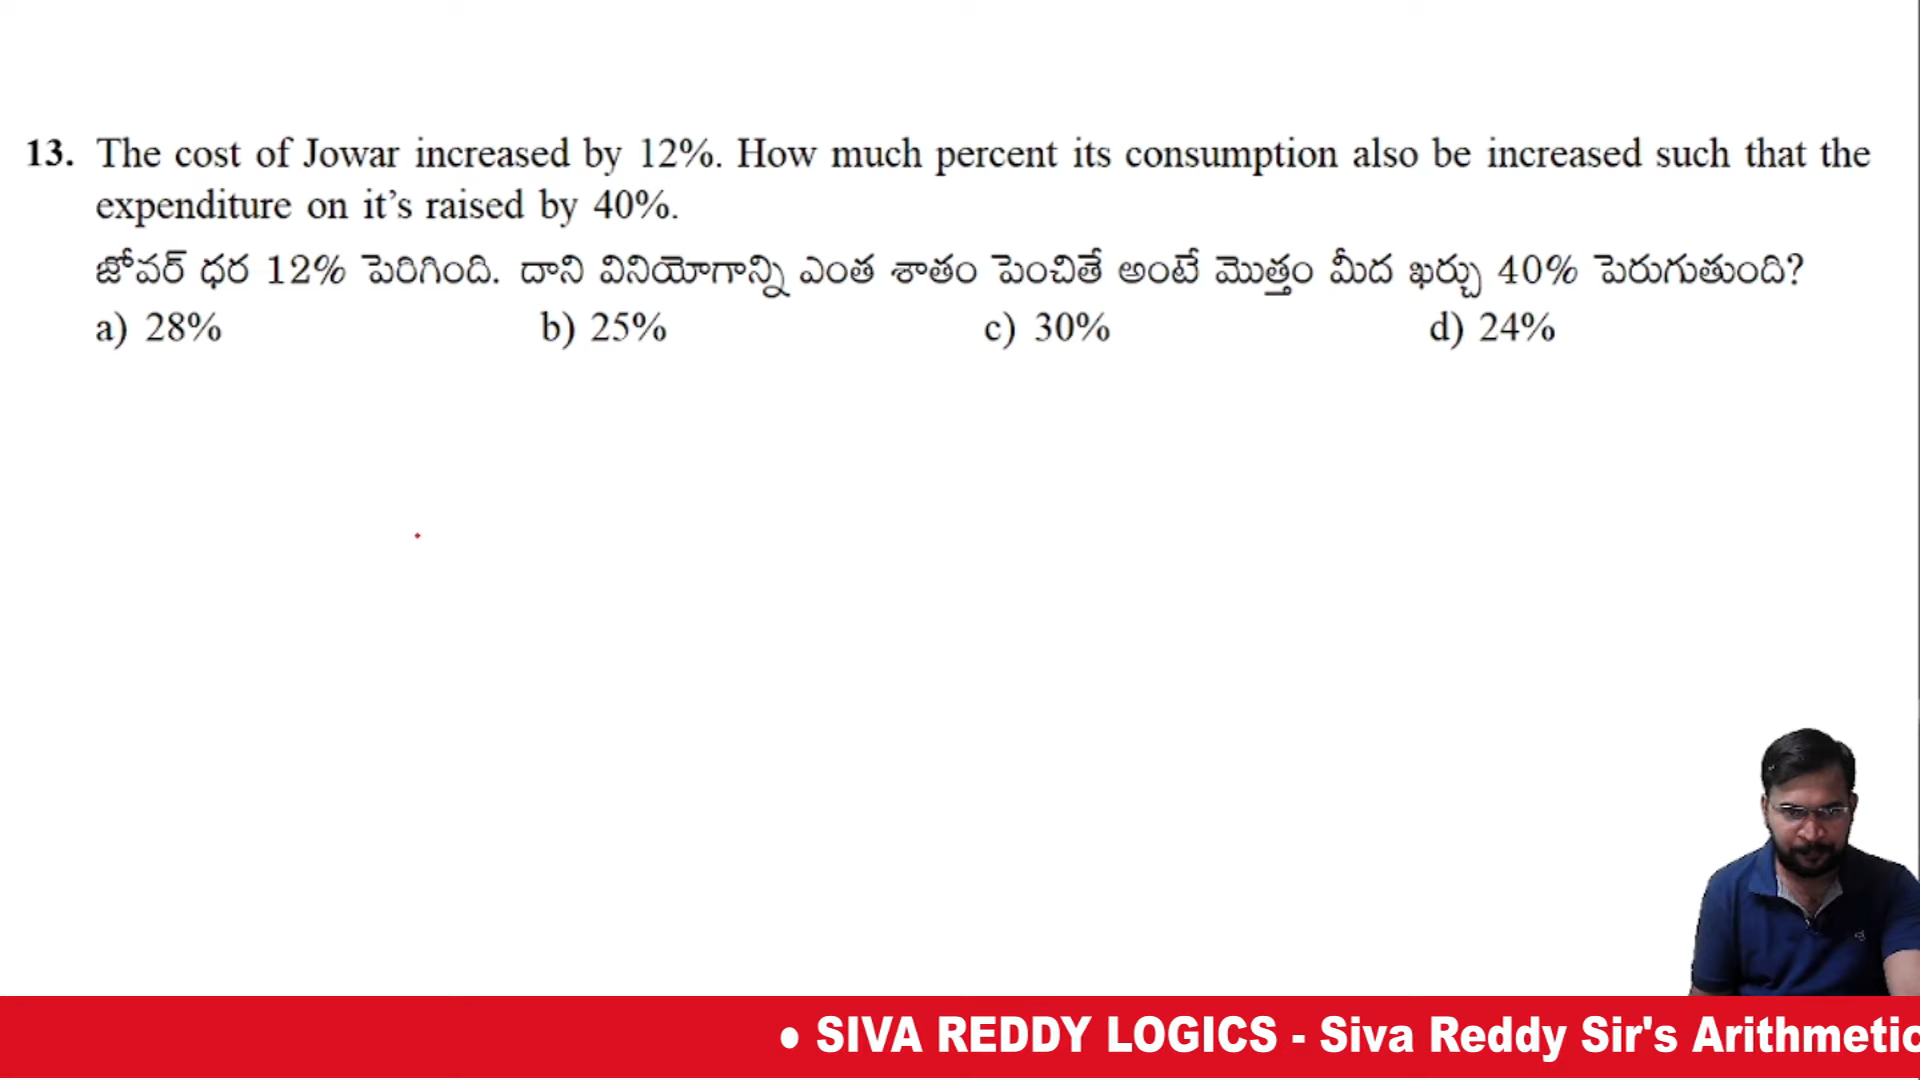 13. The cost of Jowar increased by 12%. How much percent its consumption also be increased such that the
expenditure on it’s raised by 40%.
జోవర్ ధర 12% పెరిగింది. దాని వినియోగాన్ని ఎంత శాతం పెంచితే అంటే మొత్తం మీద ఖర్చు 40% పెరుగుతుంది?
a) 28% b) 25% c) 30% d) 24%
• SIVA REDDY LOGICS - Siva Reddy Sir's Arithmetic